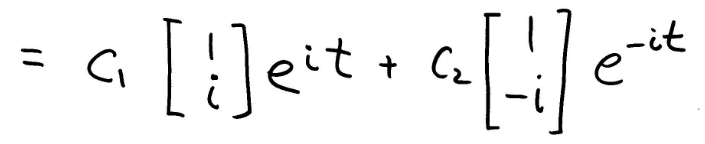 = c₁ [1 i] e^{it} + c₂ [1 -i] e^{-it}